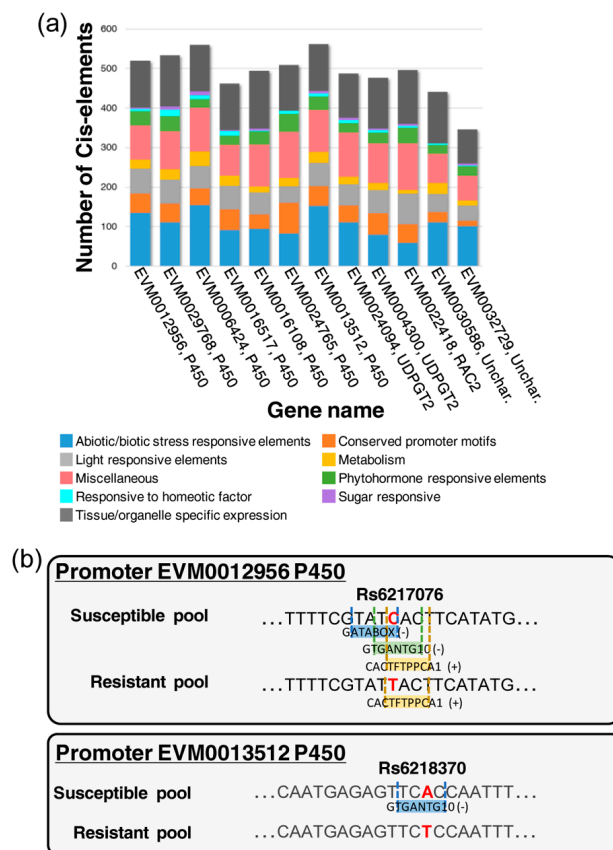 (a)
Number of Cis-elements
600
500
400
300
200
100
0
EVM0012956, P450
EVM0029768, P450
EVM0006424, P450
EVM0016517, P450
EVM0016108, P450
EVM0024765, P450
EVM0013512, P450
EVM0024094, UDPGT2
EVM0004300, UDPGT2
EVM0022418, RAC2
EVM0030586, Unchar.
EVM0032729, Unchar.
Gene name
Abiotic/biotic stress responsive elements
Conserved promoter motifs
Light responsive elements
Metabolism
Miscellaneous
Phytohormone responsive elements
Responsive to homeotic factor
Sugar responsive
Tissue/organelle specific expression
(b)
Promoter EVM0012956 P450
Rs6217076
Susceptible pool
...TTTTCGTATCACTTCATATG...
GATABOX (-)
GTGANTG10 (-)
CACTFTPPCA1 (+)
Resistant pool
...TTTTCGTATTACTTCATATG...
CACTFTPPCA1 (+)
Promoter EVM0013512 P450
Rs6218370
Susceptible pool
...CAATGAGAGTTCACCAATTT...
GTGANTG10 (-)
Resistant pool
...CAATGAGAGTTCTCCAATTT...